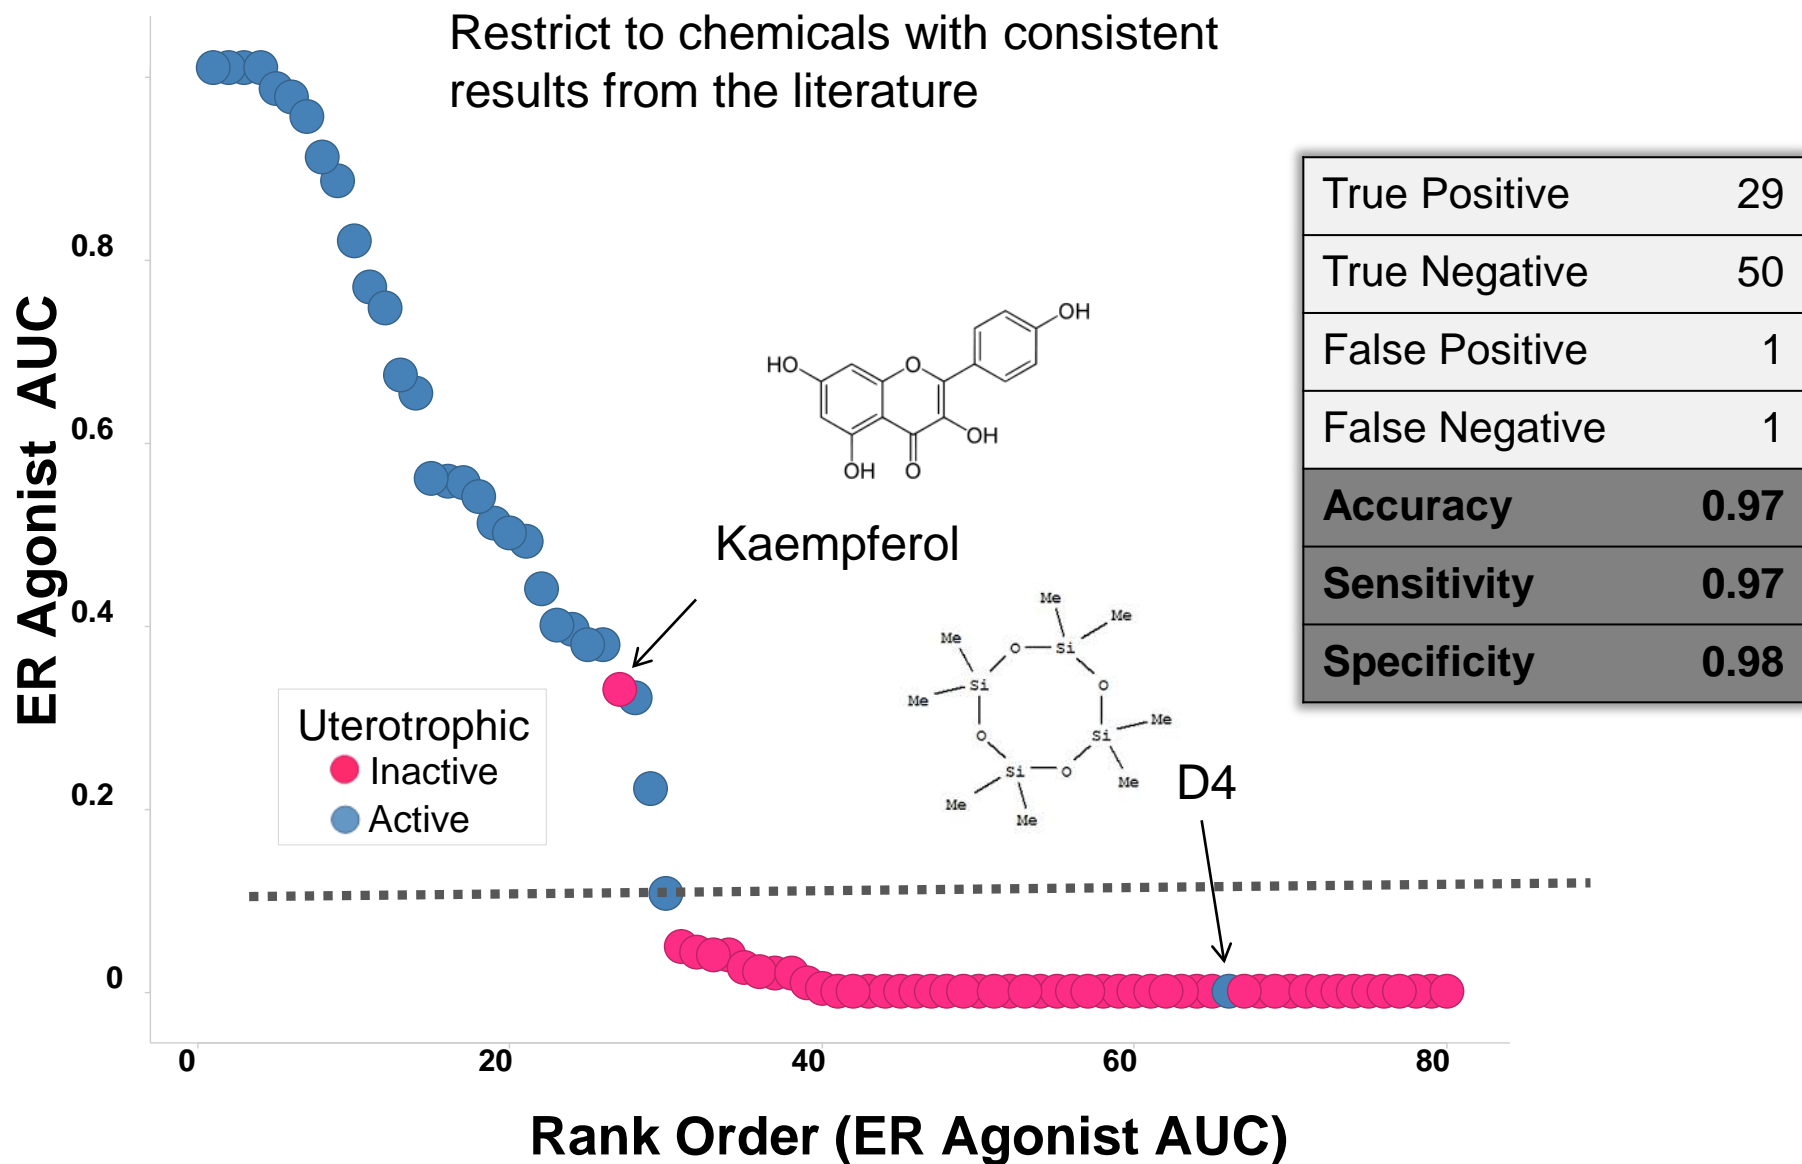 Restrict to chemicals with consistent
results from the literature
True Positive 29
True Negative 50
False Positive 1
False Negative 1
Accuracy 0.97
Sensitivity 0.97
Specificity 0.98
ER Agonist AUC
0.8
0.6
0.4
0.2
0
OH
HO
O
OH
OH
O
Kaempferol
Me
Me
Me
O
Si
Si
O
Me
Me
O
Si
Si
O
Me
Me
Me
D4
Uterotrophic
Inactive
Active
0
20
40
60
80
Rank Order (ER Agonist AUC)